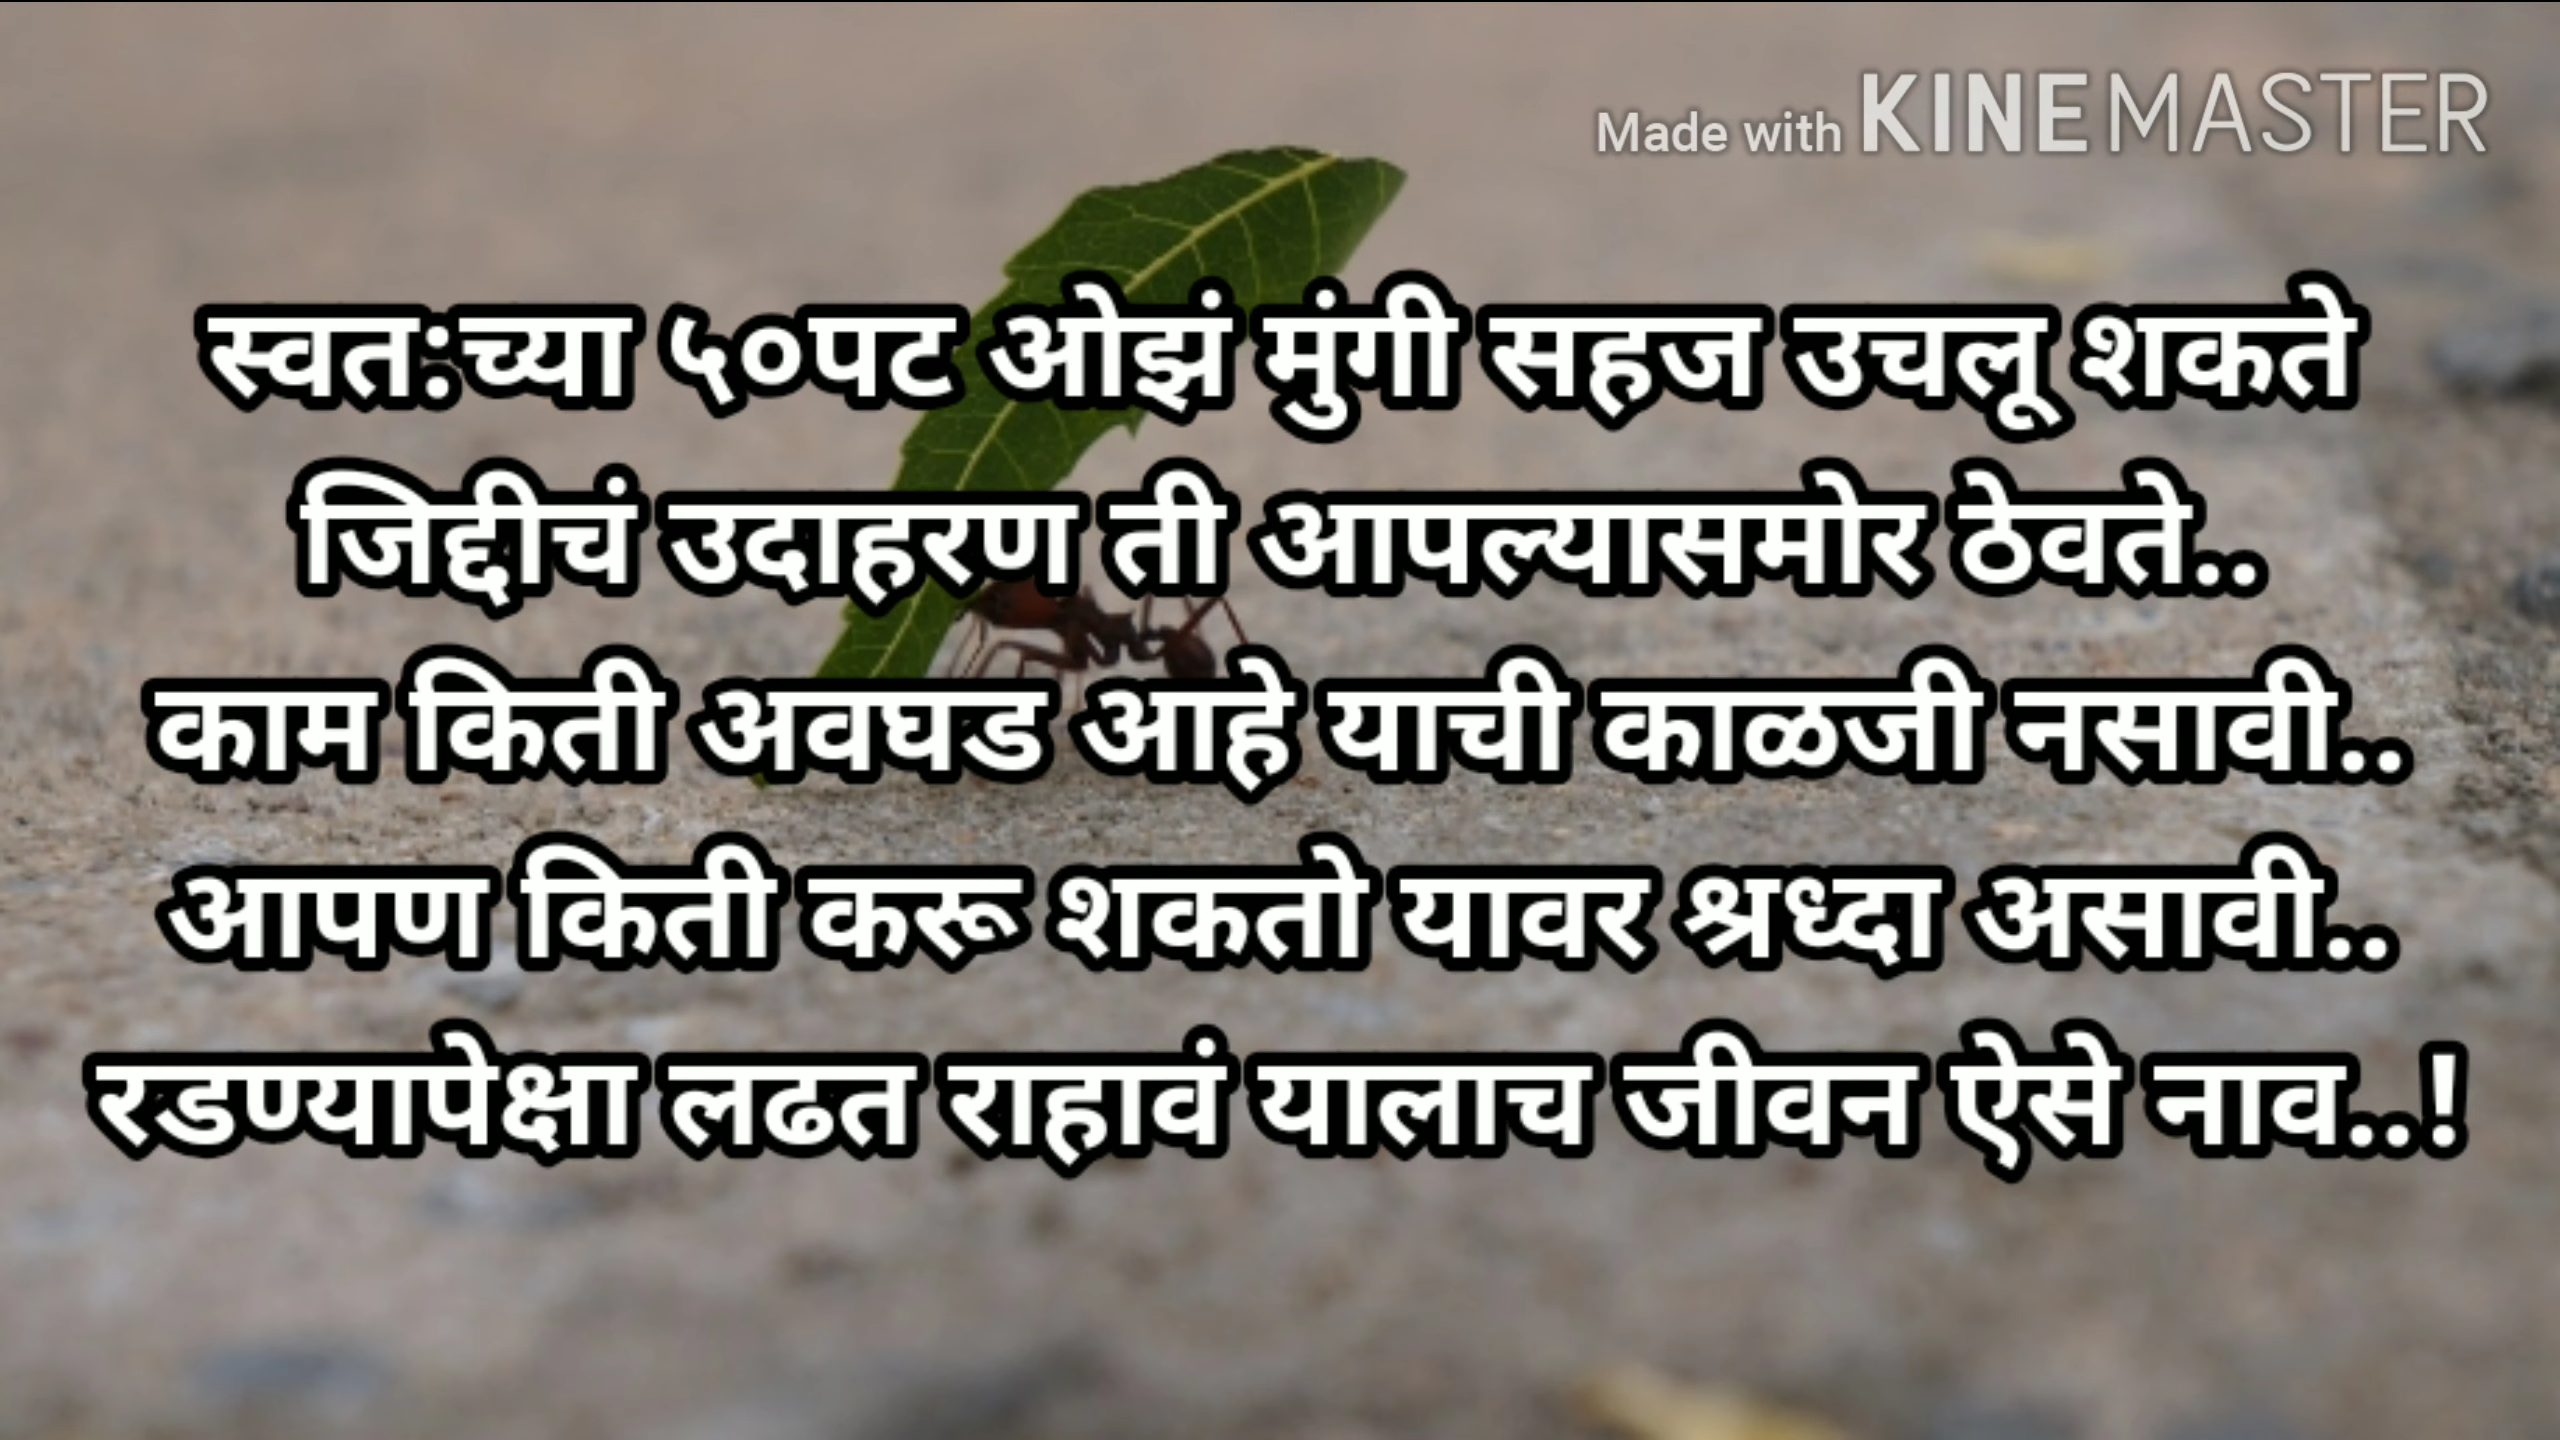 Made with KINEMASTER
स्वत:च्या ५०पट ओझं मुंगी सहज उचलू शकते
जिद्दीचं उदाहरण ती आपल्यासमोर ठेवते..
काम किती अवघड आहे याची काळजी नसावी..
आपण किती करू शकतो यावर श्रध्दा असावी..
रडण्यापेक्षा लढत राहावं यालाच जीवन ऐसे नाव..!